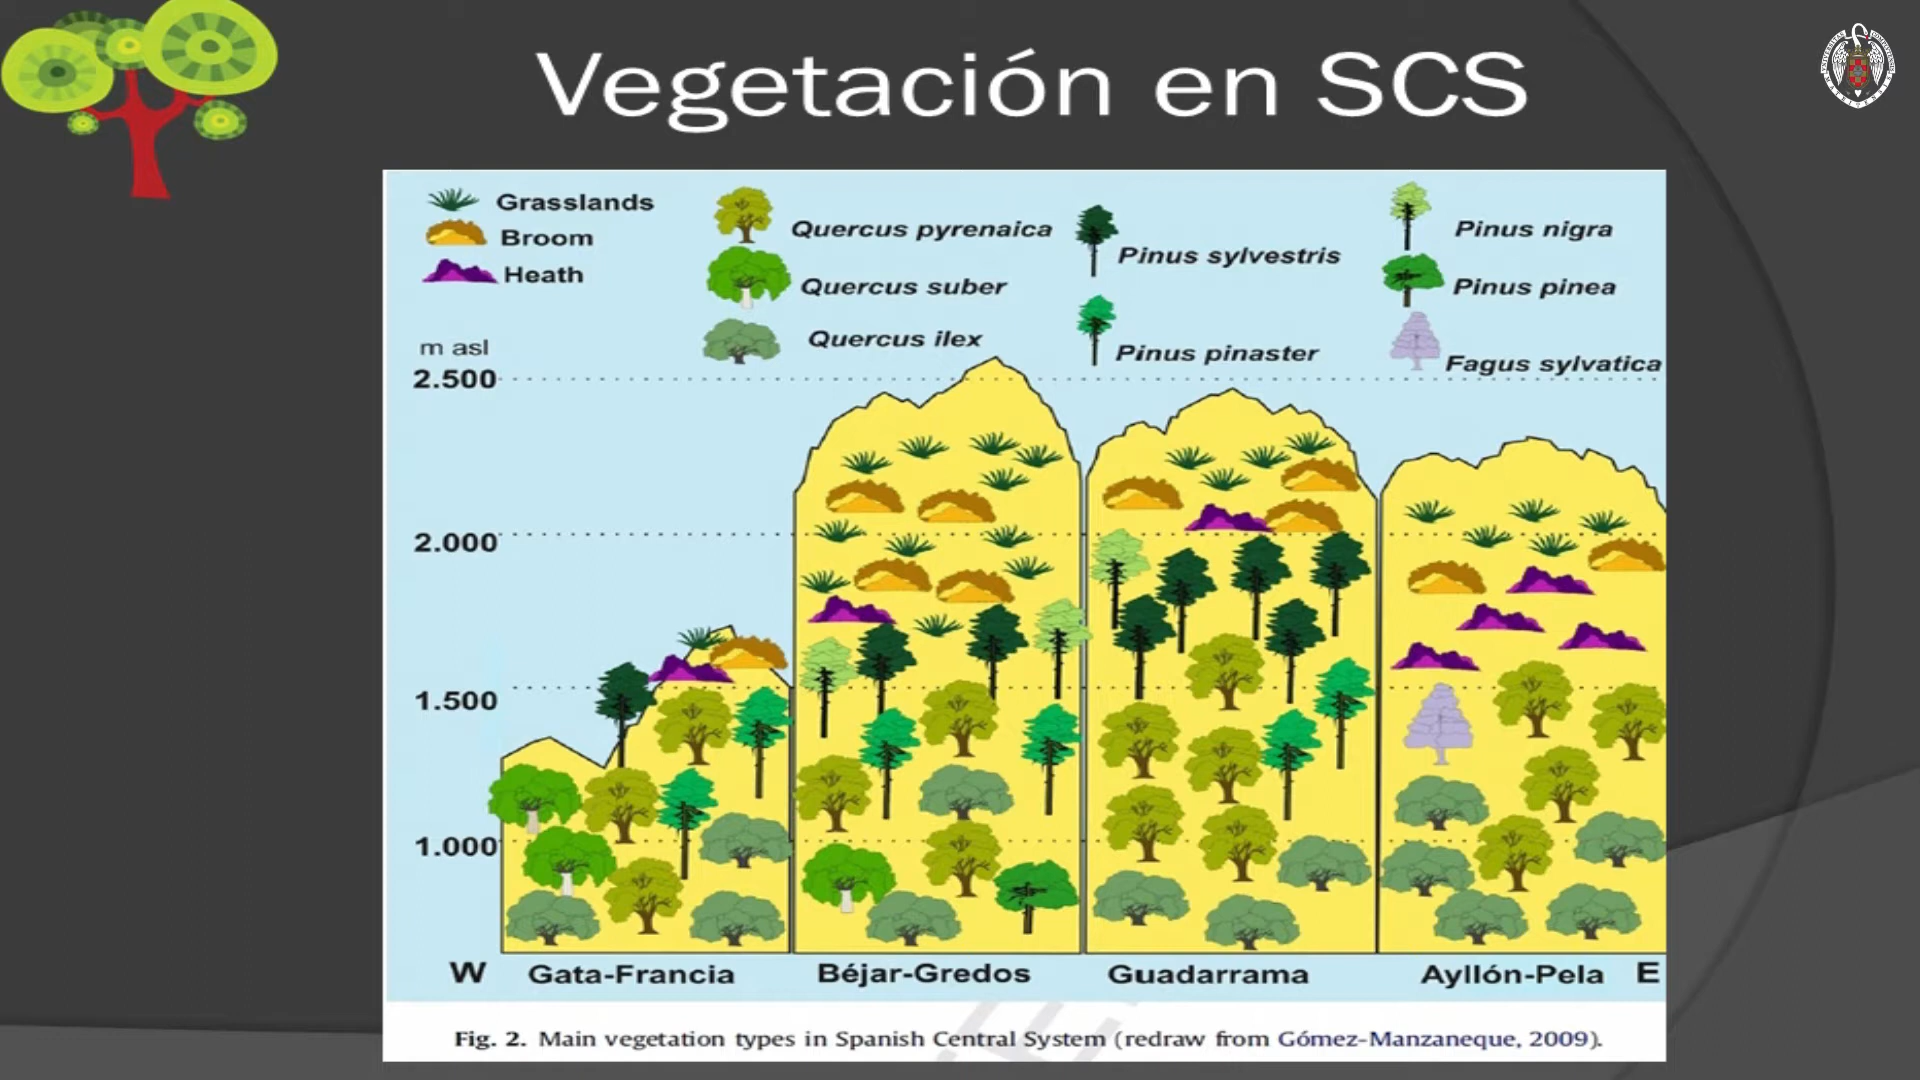 Vegetación en SCS
Grasslands
Broom
Heath
Quercus pyrenaica
Quercus suber
Quercus ilex
Pinus sylvestris
Pinus pinaster
Pinus nigra
Pinus pinea
Fagus sylvatica
m asl
2.500
2.000
1.500
1.000
W Gata-Francia Béjar-Gredos Guadarrama Ayllón-Pela E
Fig. 2. Main vegetation types in Spanish Central System (redraw from Gómez-Manzaneque, 2009).